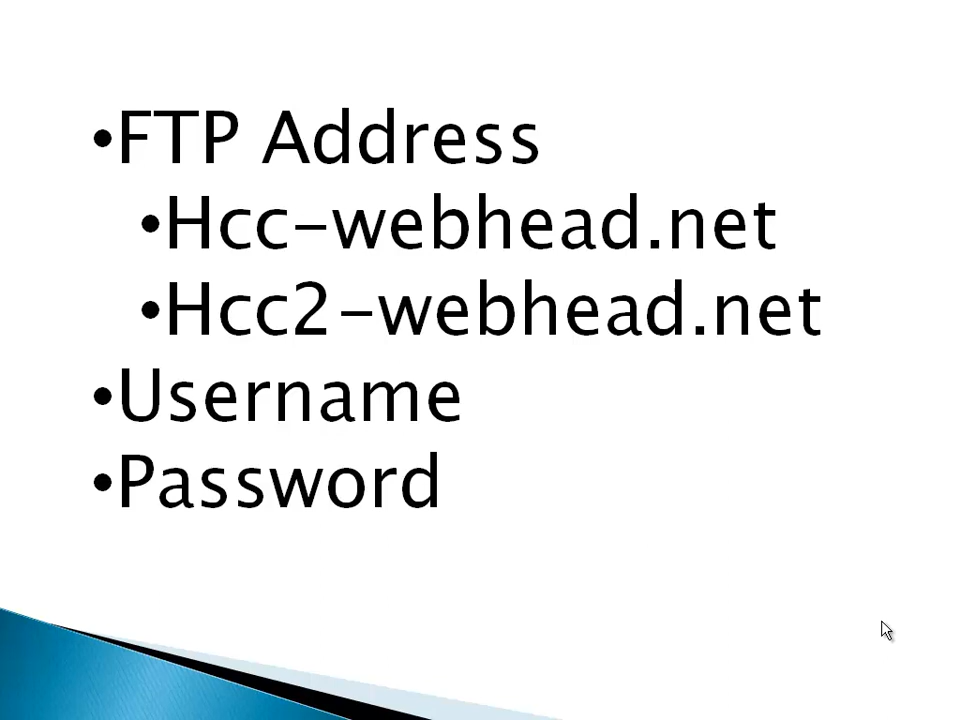 •FTP Address
•Hcc-webhead.net
•Hcc2-webhead.net
•Username
•Password